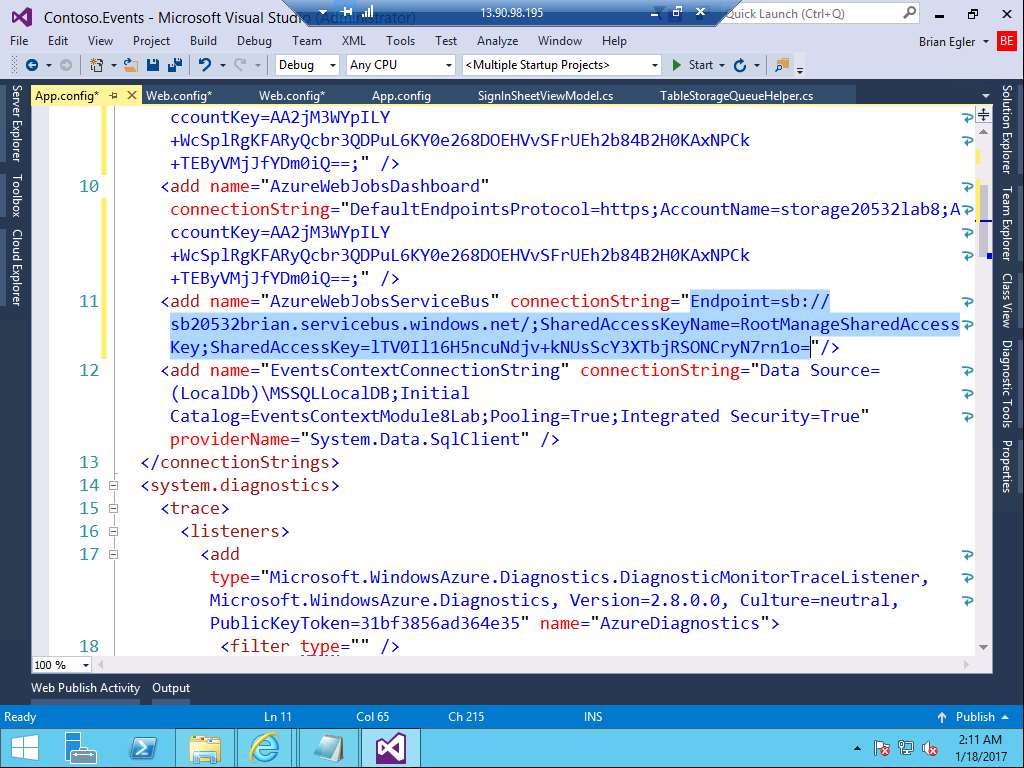 Contoso.Events - Microsoft Visual Studio (Administrator)
13.90.98.195
Quick Launch (Ctrl+Q)
File Edit View Project Build Debug Team XML Tools Test Analyze Window Help
Brian Egler BE
Debug Any CPU <Multiple Startup Projects> Start
App.config* Web.config* Web.config* App.config SignInSheetViewModel.cs TableStorageQueueHelper.cs
Server Explorer
Toolbox
Cloud Explorer
ccountKey=AA2jM3WYpILY
+WcSplRgKFARyQcbr3QDPuL6KY0e268DOEHVvSFrUEh2b84B2H0KAxNPCk
+TEByVMjJfYDm0iQ==;" />
10 <add name="AzureWebJobsDashboard"
connectionString="DefaultEndpointsProtocol=https;AccountName=storage20532lab8;A
ccountKey=AA2jM3WYpILY
+WcSplRgKFARyQcbr3QDPuL6KY0e268DOEHVvSFrUEh2b84B2H0KAxNPCk
+TEByVMjJfYDm0iQ==;" />
11 <add name="AzureWebJobsServiceBus" connectionString="Endpoint=sb://
sb20532brian.servicebus.windows.net/;SharedAccessKeyName=RootManageSharedAccess
Key;SharedAccessKey=lTV0Il16H5ncuNdjv+kNUsScY3XTbjRSONCryN7rn1o="/>
12 <add name="EventsContextConnectionString" connectionString="Data Source=
(LocalDb)\MSSQLLocalDB;Initial
Catalog=EventsContextModule8Lab;Pooling=True;Integrated Security=True"
providerName="System.Data.SqlClient" />
13 </connectionStrings>
14 <system.diagnostics>
15 <trace>
16 <listeners>
17 <add
type="Microsoft.WindowsAzure.Diagnostics.DiagnosticMonitorTraceListener,
Microsoft.WindowsAzure.Diagnostics, Version=2.8.0.0, Culture=neutral,
PublicKeyToken=31bf3856ad364e35" name="AzureDiagnostics">
18 <filter type="" />
Solution Explorer
Team Explorer
Class View
Diagnostic Tools
Properties
100 %
Web Publish Activity Output
Ready Ln 11 Col 65 Ch 215 INS Publish
2:11 AM
1/18/2017